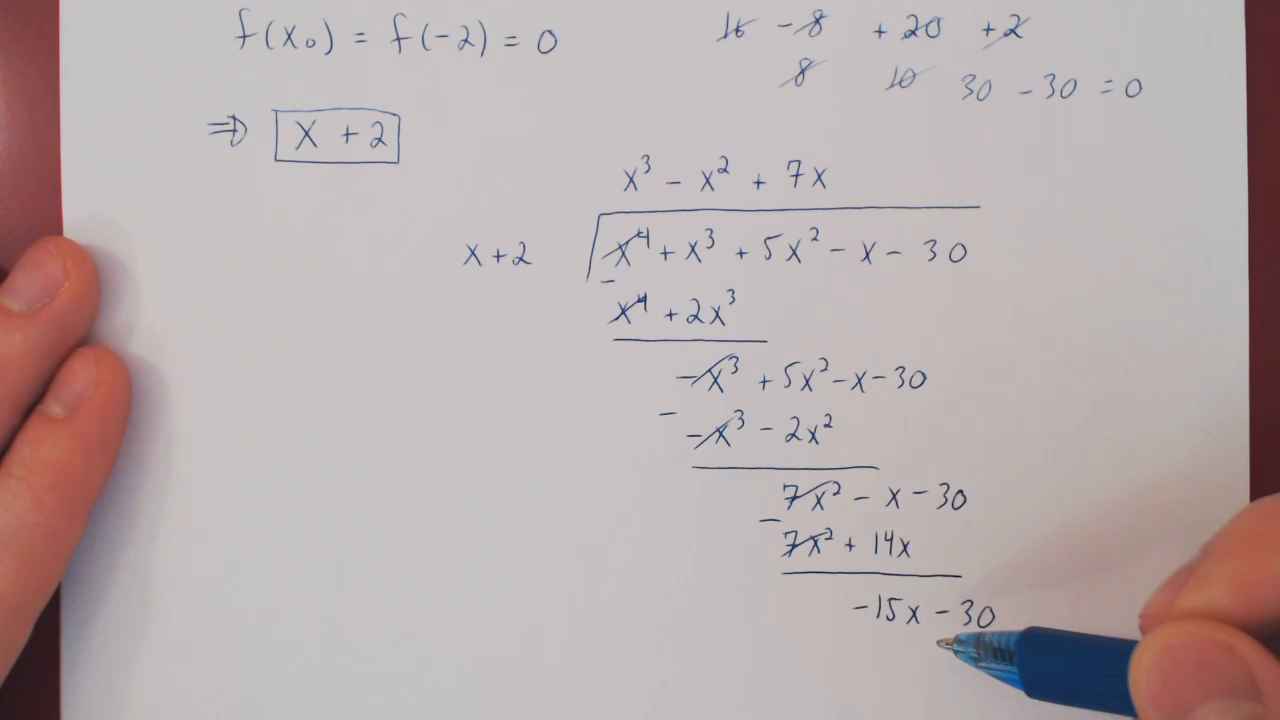 f(x₀) = f(-2) = 0
16 - 8 + 20 + 2
8 10 30 - 30 = 0
⇒ x + 2
x³ - x² + 7x
x+2 x⁴ + x³ + 5x² - x - 30
-
x⁴ + 2x³
-x³ + 5x² - x - 30
-
-x³ - 2x²
7x² - x - 30
-
7x² + 14x
-15x - 30